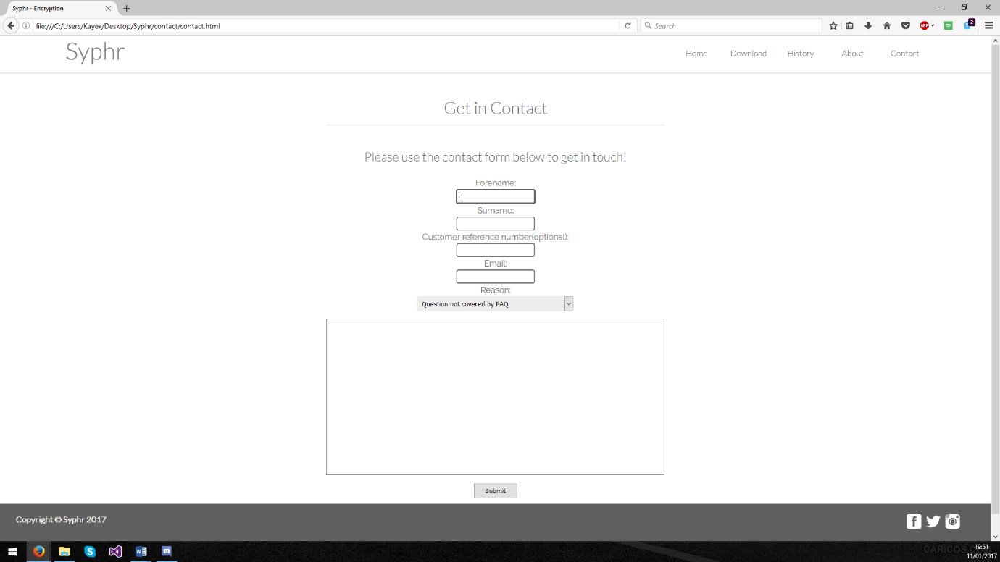 Syphr - Encryption
file:///C:/Users/Kayex/Desktop/Syphr/contact/contact.html
Search
ABP
2
Syphr
Home Download History About Contact
Get in Contact
Please use the contact form below to get in touch!
Forename:
Surname:
Customer reference number(optional):
Email:
Reason:
Question not covered by FAQ
Submit
Copyright © Syphr 2017
CARICOS
19:51
11/01/2017